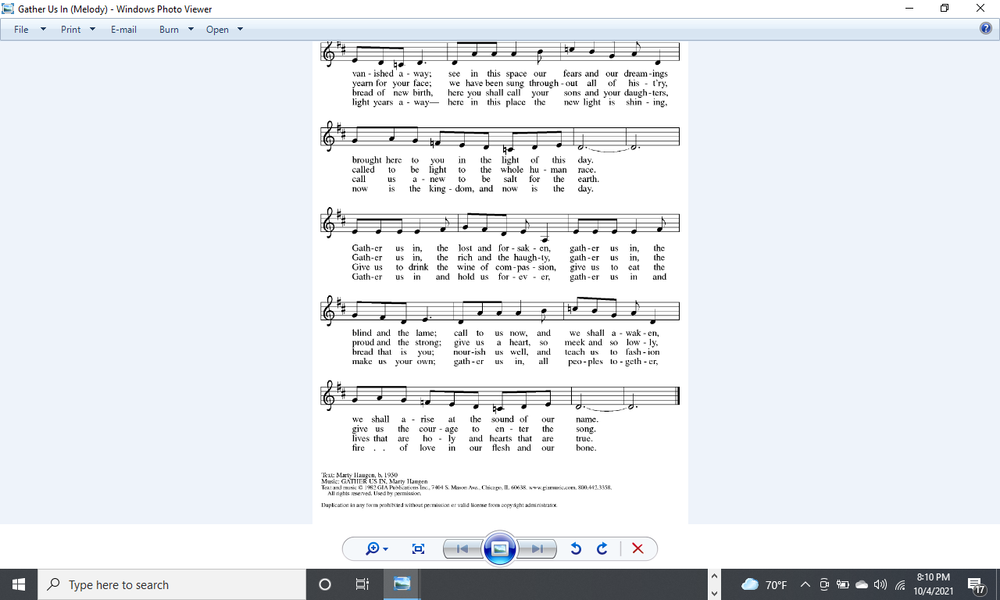 Gather Us In (Melody) - Windows Photo Viewer
File Print E-mail Burn Open
van - ished a - way; see in this space our fears and our dream - ings
yearn for your face; we have been sung through - out all of his - t'ry,
bread of new birth, here you shall call your sons and your daugh - ters,
light years a - way— here in this place the new light is shin - ing,
brought here to you in the light of this day.
called to be light to the whole hu - man race.
call us a - new to be salt for the earth.
now is the king - dom, and now is the day.
Gath - er us in, the lost and for - sak - en, gath - er us in, the
Gath - er us in, the rich and the haugh - ty, gath - er us in, the
Give us to drink the wine of com - pas - sion, give us to eat the
Gath - er us in and hold us for - ev - er, gath - er us in and
blind and the lame; call to us now, and we shall a - wak - en,
proud and the strong; give us a heart, so meek and so low - ly,
bread that is you; nour - ish us well, and teach us to fash - ion
make us your own; gath - er us in, all peo - ples to - geth - er,
we shall a - rise at the sound of our name.
give us the cour - age to en - ter the song.
lives that are ho - ly and hearts that are true.
fire . . of love in our flesh and our bone.
Text: Marty Haugen, b. 1950
Music: GATHER US IN, Marty Haugen
Text and music © 1982 GIA Publications Inc., 7404 S. Mason Ave., Chicago, IL 60638. www.giamusic.com. 800.442.3358.
All rights reserved. Used by permission.
Duplication in any form prohibited without permission or valid license from copyright administrator.
Type here to search
70°F
8:10 PM
10/4/2021
17